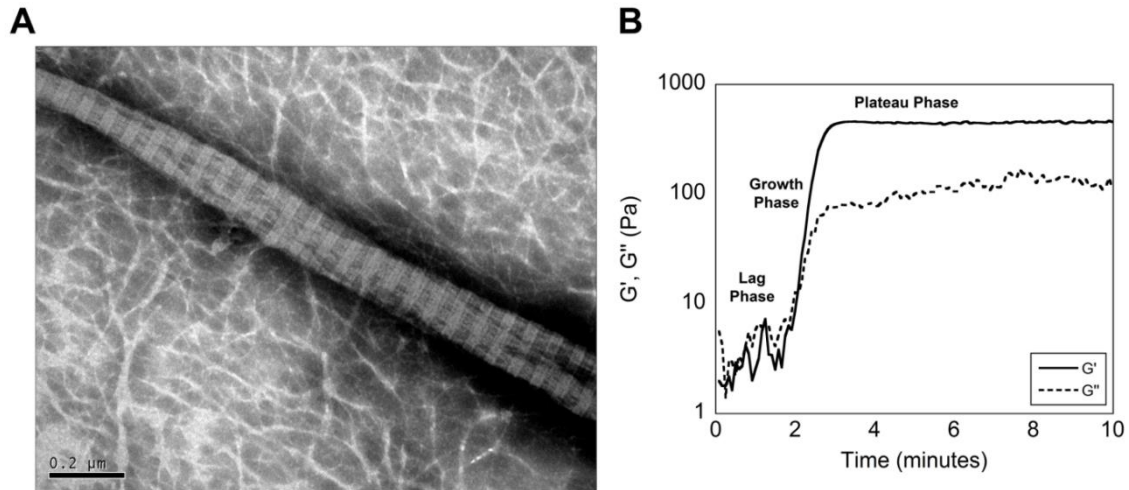 A
0.2 μm
B
G', G" (Pa)
1000
100
10
1
Plateau Phase
Growth
Phase
Lag
Phase
G'
G"
0
2
4
6
8
10
Time (minutes)